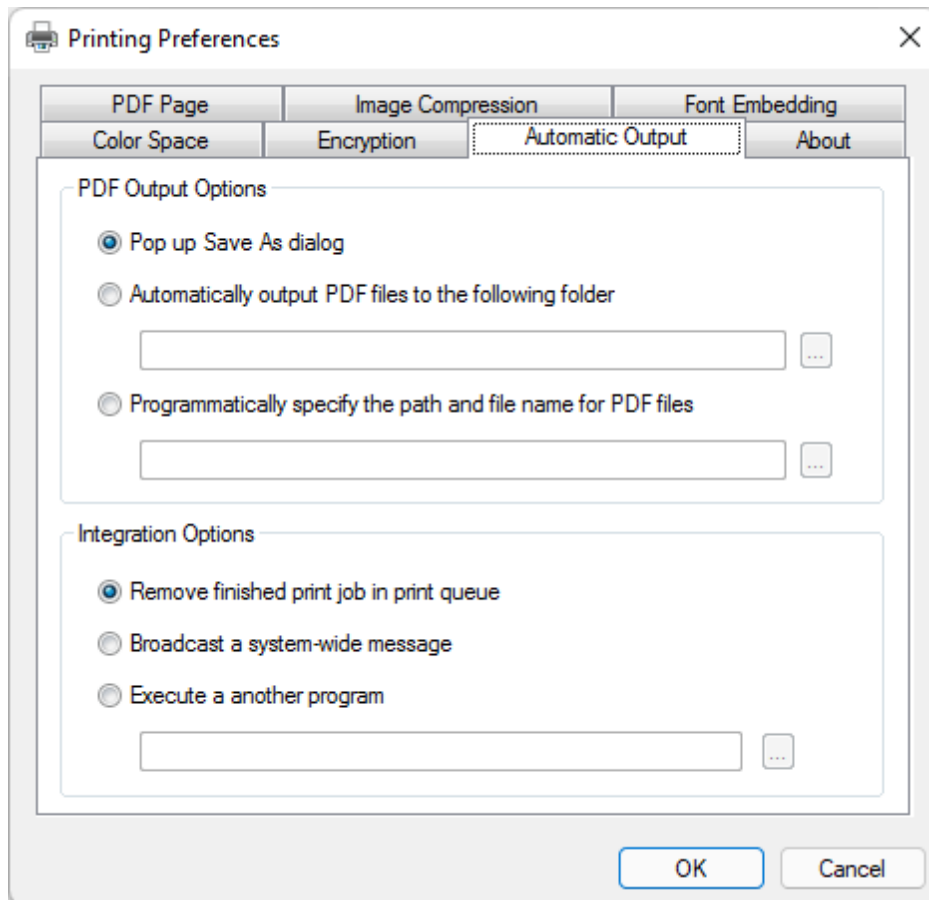 Printing Preferences
PDF Page
Image Compression
Font Embedding
Color Space
Encryption
Automatic Output
About
PDF Output Options
Pop up Save As dialog
Automatically output PDF files to the following folder
...
Programmatically specify the path and file name for PDF files
...
Integration Options
Remove finished print job in print queue
Broadcast a system-wide message
Execute a another program
...
OK
Cancel